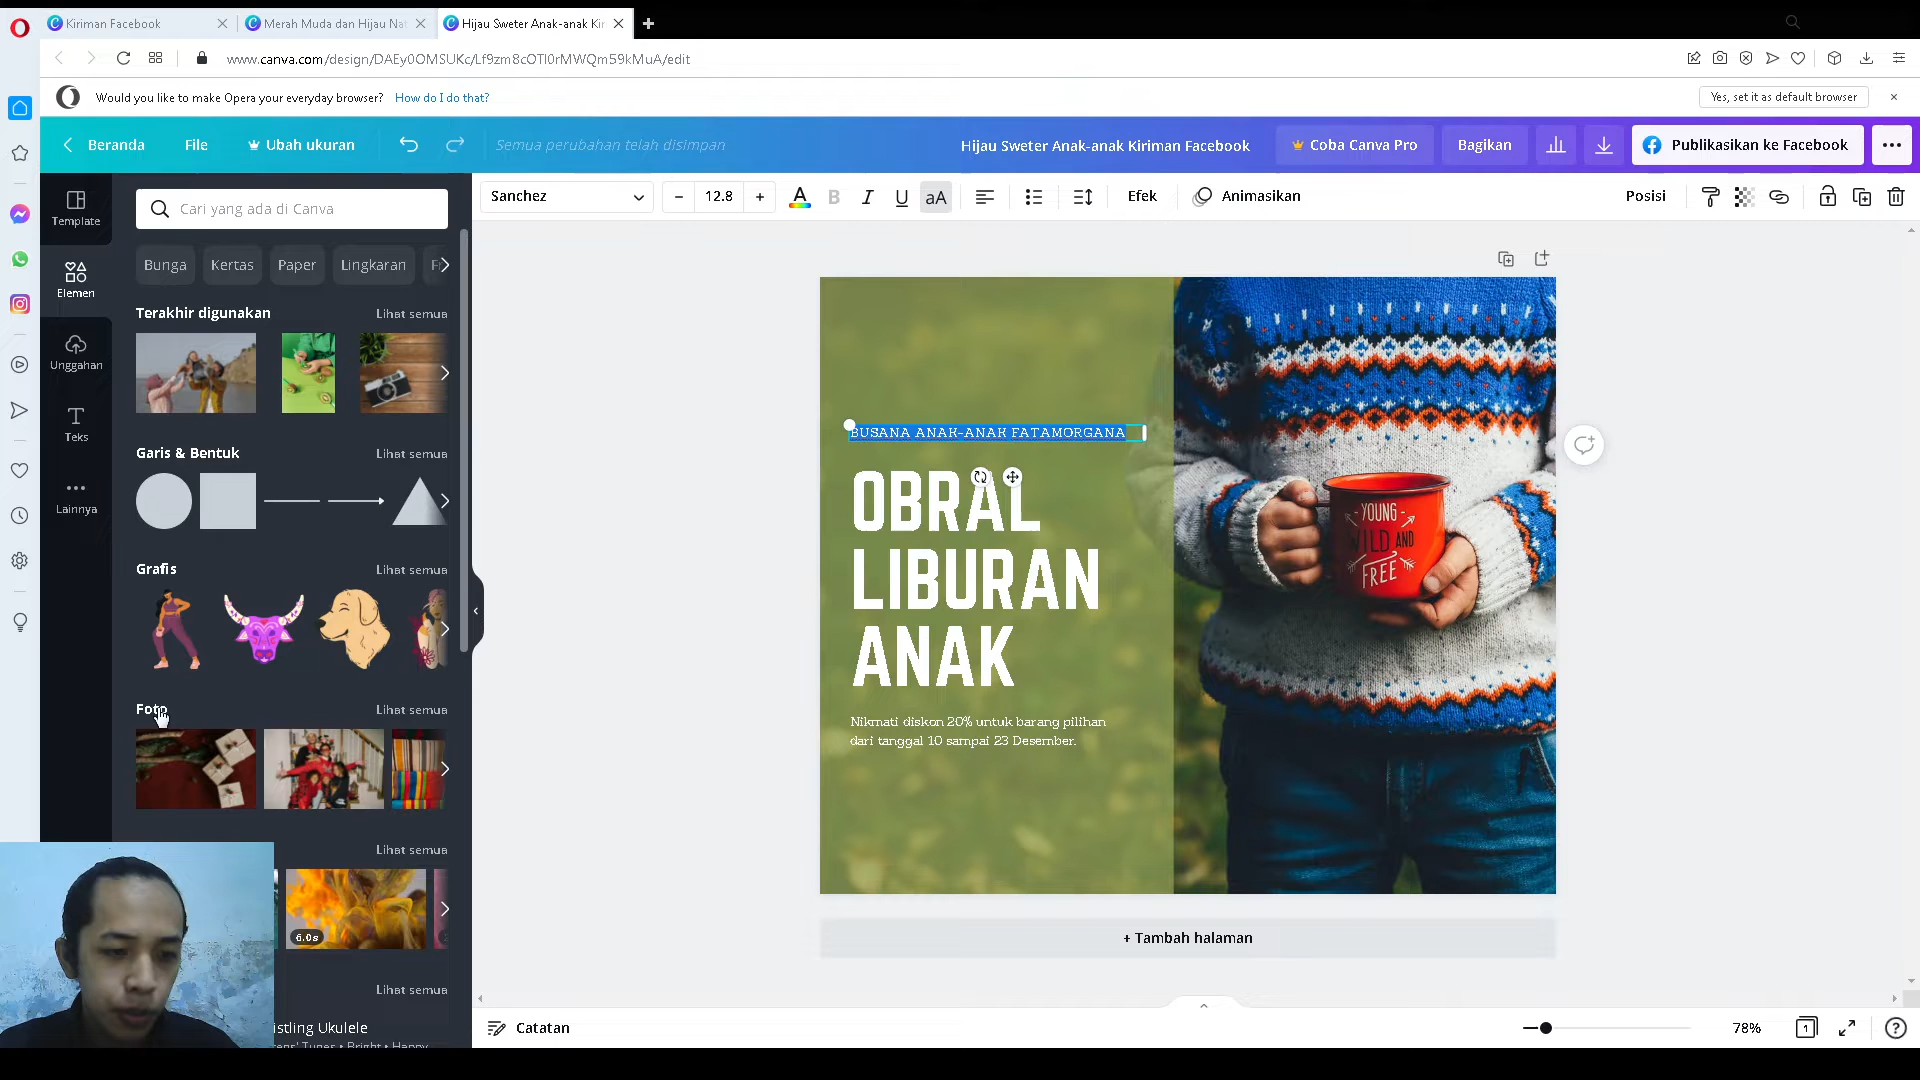 Kiriman Facebook
Merah Muda dan Hijau Nat
Hijau Sweter Anak-anak Kir
www.canva.com/design/DAEy0OMSUKc/Lf9zm8cOTl0rMWQm59kMuA/edit
Would you like to make Opera your everyday browser? How do I do that?
Yes, set it as default browser
Beranda
File
Ubah ukuran
Semua perubahan telah disimpan
Hijau Sweter Anak-anak Kiriman Facebook
Coba Canva Pro
Bagikan
Publikasikan ke Facebook
Template
Elemen
Unggahan
Teks
Lainnya
Cari yang ada di Canva
Sanchez
12.8
Efek
Animasikan
Posisi
Bunga
Kertas
Paper
Lingkaran
Terakhir digunakan
Lihat semua
Garis & Bentuk
Lihat semua
Grafis
Lihat semua
Foto
Lihat semua
Lihat semua
6.0s
Lihat semua
istling Ukulele
Tunes • Bright • Happy
BUSANA ANAK-ANAK FATAMORGANA
OBRAL
LIBURAN
ANAK
Nikmati diskon 20% untuk barang pilihan
dari tanggal 10 sampai 23 Desember.
- YOUNG -
WILD AND
FREE
+ Tambah halaman
Catatan
78%
1